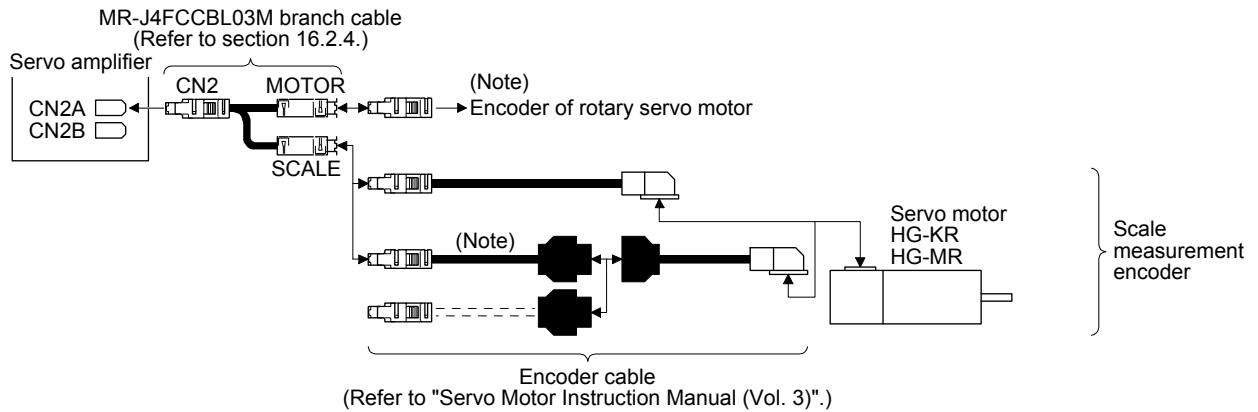 MR-J4FCCBL03M branch cable
(Refer to section 16.2.4.)
Servo amplifier
CN2 MOTOR
(Note)
CN2A
Encoder of rotary servo motor
CN2B
SCALE
Servo motor
HG-KR
HG-MR
(Note)
Scale
measurement
encoder
Encoder cable
(Refer to "Servo Motor Instruction Manual (Vol. 3)".)